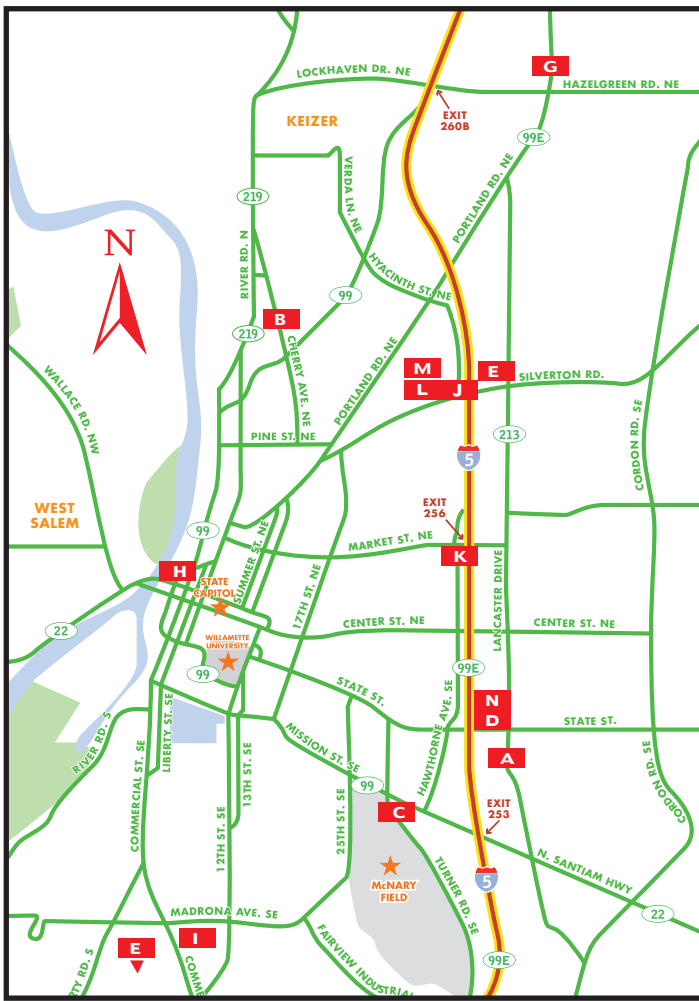 LOCKHAVEN DR. NE
G
HAZELGREEN RD. NE
EXIT
260B
KEIZER
99E
VERDA LN. NE
PORTLAND RD. NE
219
RIVER RD. N
N
HYACINTH ST. NE
99
B
219
CHERRY AVE. NE
PORTLAND RD. NE
M
E
L
J
SILVERTON RD.
WALLACE RD. NW
CORDON RD. SE
PINE ST. NE
213
5
WEST
SALEM
EXIT
256
99
SUMMER ST. NE
MARKET ST. NE
K
H
STATE
CAPITOL
17TH ST. NE
LANCASTER DRIVE
22
CENTER ST. NE
CENTER ST. NE
WILLAMETTE
UNIVERSITY
99
99E
STATE ST.
HAWTHORNE AVE. SE
N
D
STATE ST.
RIVER RD. S
LIBERTY ST. SE
COMMERCIAL ST. SE
13TH ST. SE
MISSION ST. SE
A
CORDON RD. SE
99
25TH ST. SE
C
EXIT
253
12TH ST. SE
N. SANTIAM HWY
McNARY
FIELD
TURNER RD. SE
5
22
MADRONA AVE. SE
E
I
FAIRVIEW INDUSTRIAL
99E
RTY RD. S
COMME